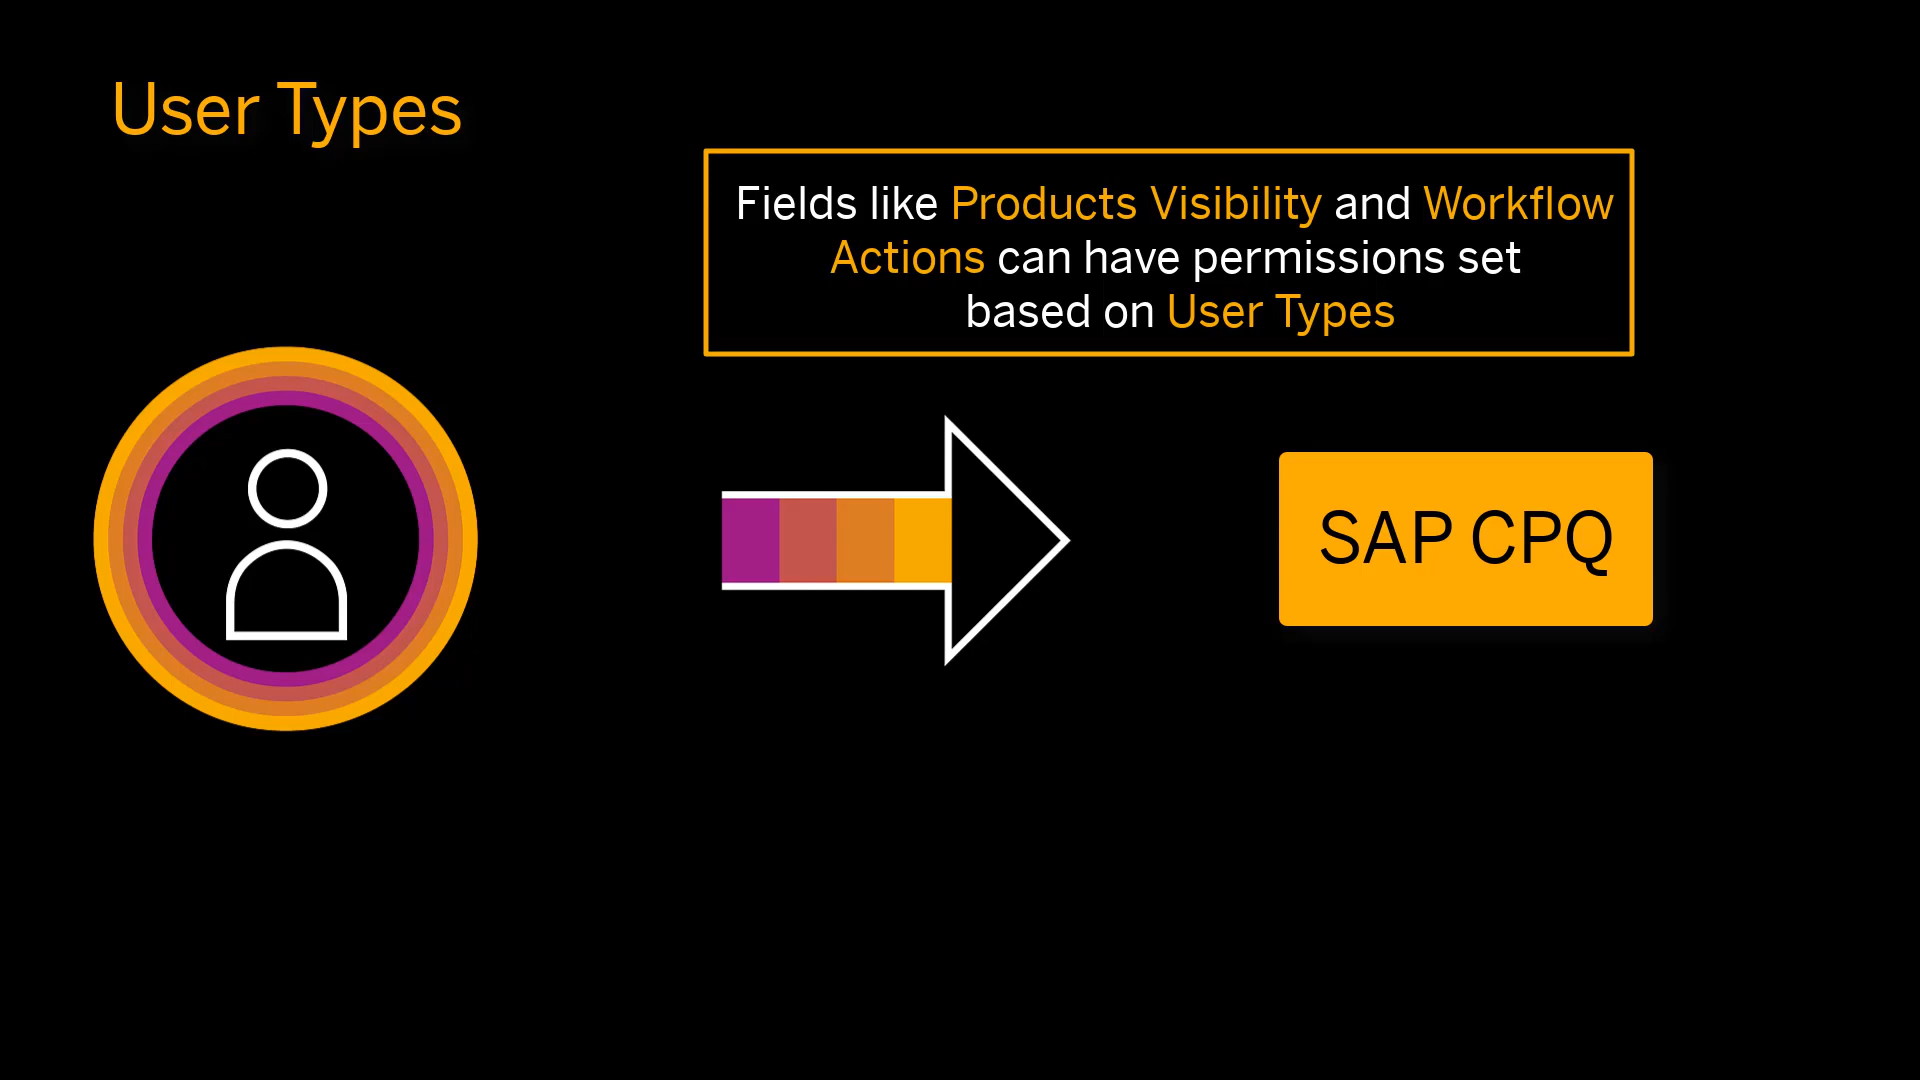 User Types
Fields like Products Visibility and Workflow
Actions can have permissions set
based on User Types
SAP CPQ